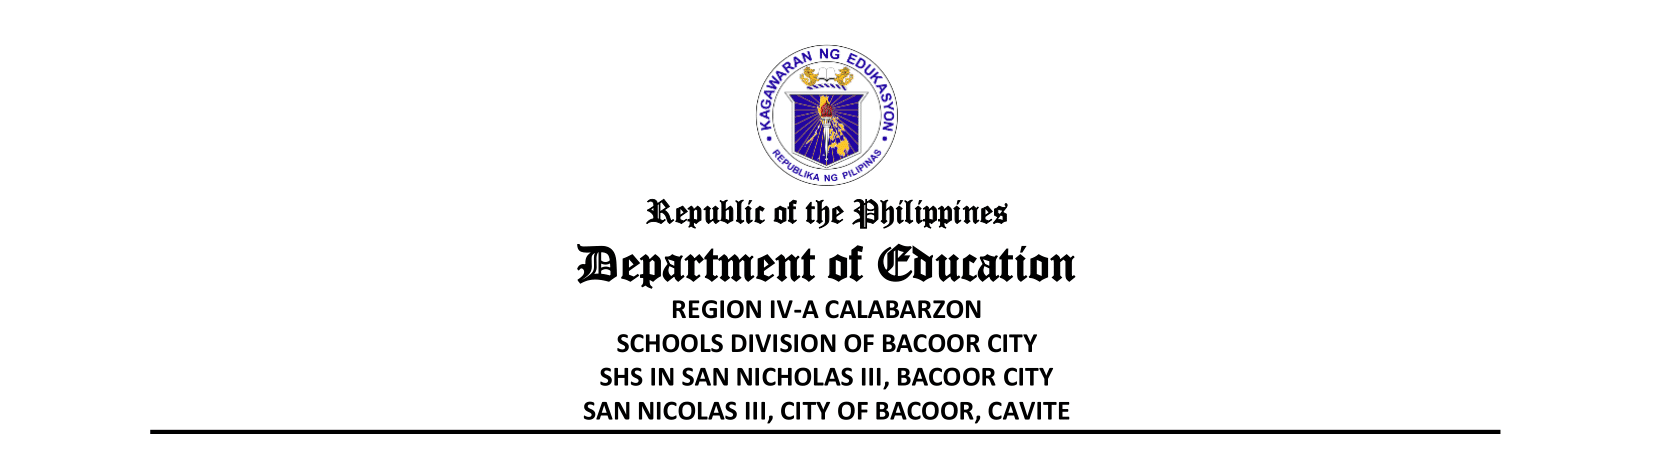 KAGAWARAN NG EDUKASYON
REPUBLIKA NG PILIPINAS
Republic of the Philippines
Department of Education
REGION IV-A CALABARZON
SCHOOLS DIVISION OF BACOOR CITY
SHS IN SAN NICHOLAS III, BACOOR CITY
SAN NICOLAS III, CITY OF BACOOR, CAVITE